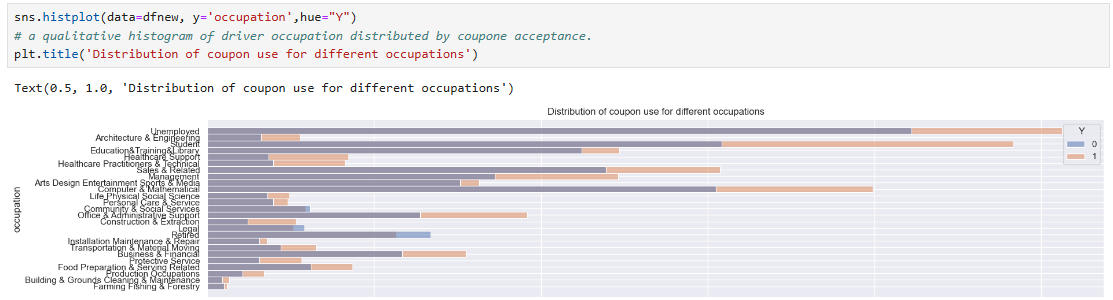 sns.histplot(data=dfnew, y='occupation',hue="Y")
# a qualitative histogram of driver occupation distributed by coupone acceptance.
plt.title('Distribution of coupon use for different occupations')
Text(0.5, 1.0, 'Distribution of coupon use for different occupations')
Distribution of coupon use for different occupations
Y
0
1
occupation
Unemployed
Architecture & Engineering
Student
Education&Training&Library
Healthcare Support
Healthcare Practitioners & Technical
Sales & Related
Management
Arts Design Entertainment Sports & Media
Computer & Mathematical
Life Physical Social Science
Personal Care & Service
Community & Social Services
Office & Administrative Support
Construction & Extraction
Legal
Retired
Installation Maintenance & Repair
Transportation & Material Moving
Business & Financial
Protective Service
Food Preparation & Serving Related
Production Occupations
Building & Grounds Cleaning & Maintenance
Farming Fishing & Forestry